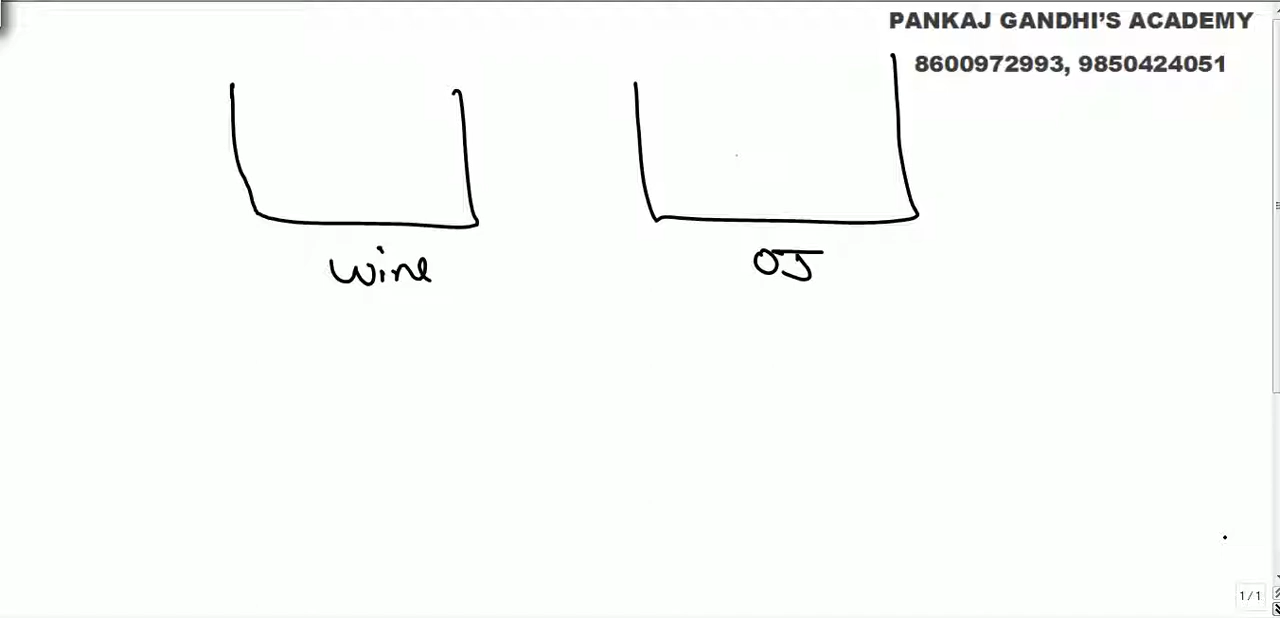 PANKAJ GANDHI'S ACADEMY
8600972993, 9850424051
wine
OJ
1/1